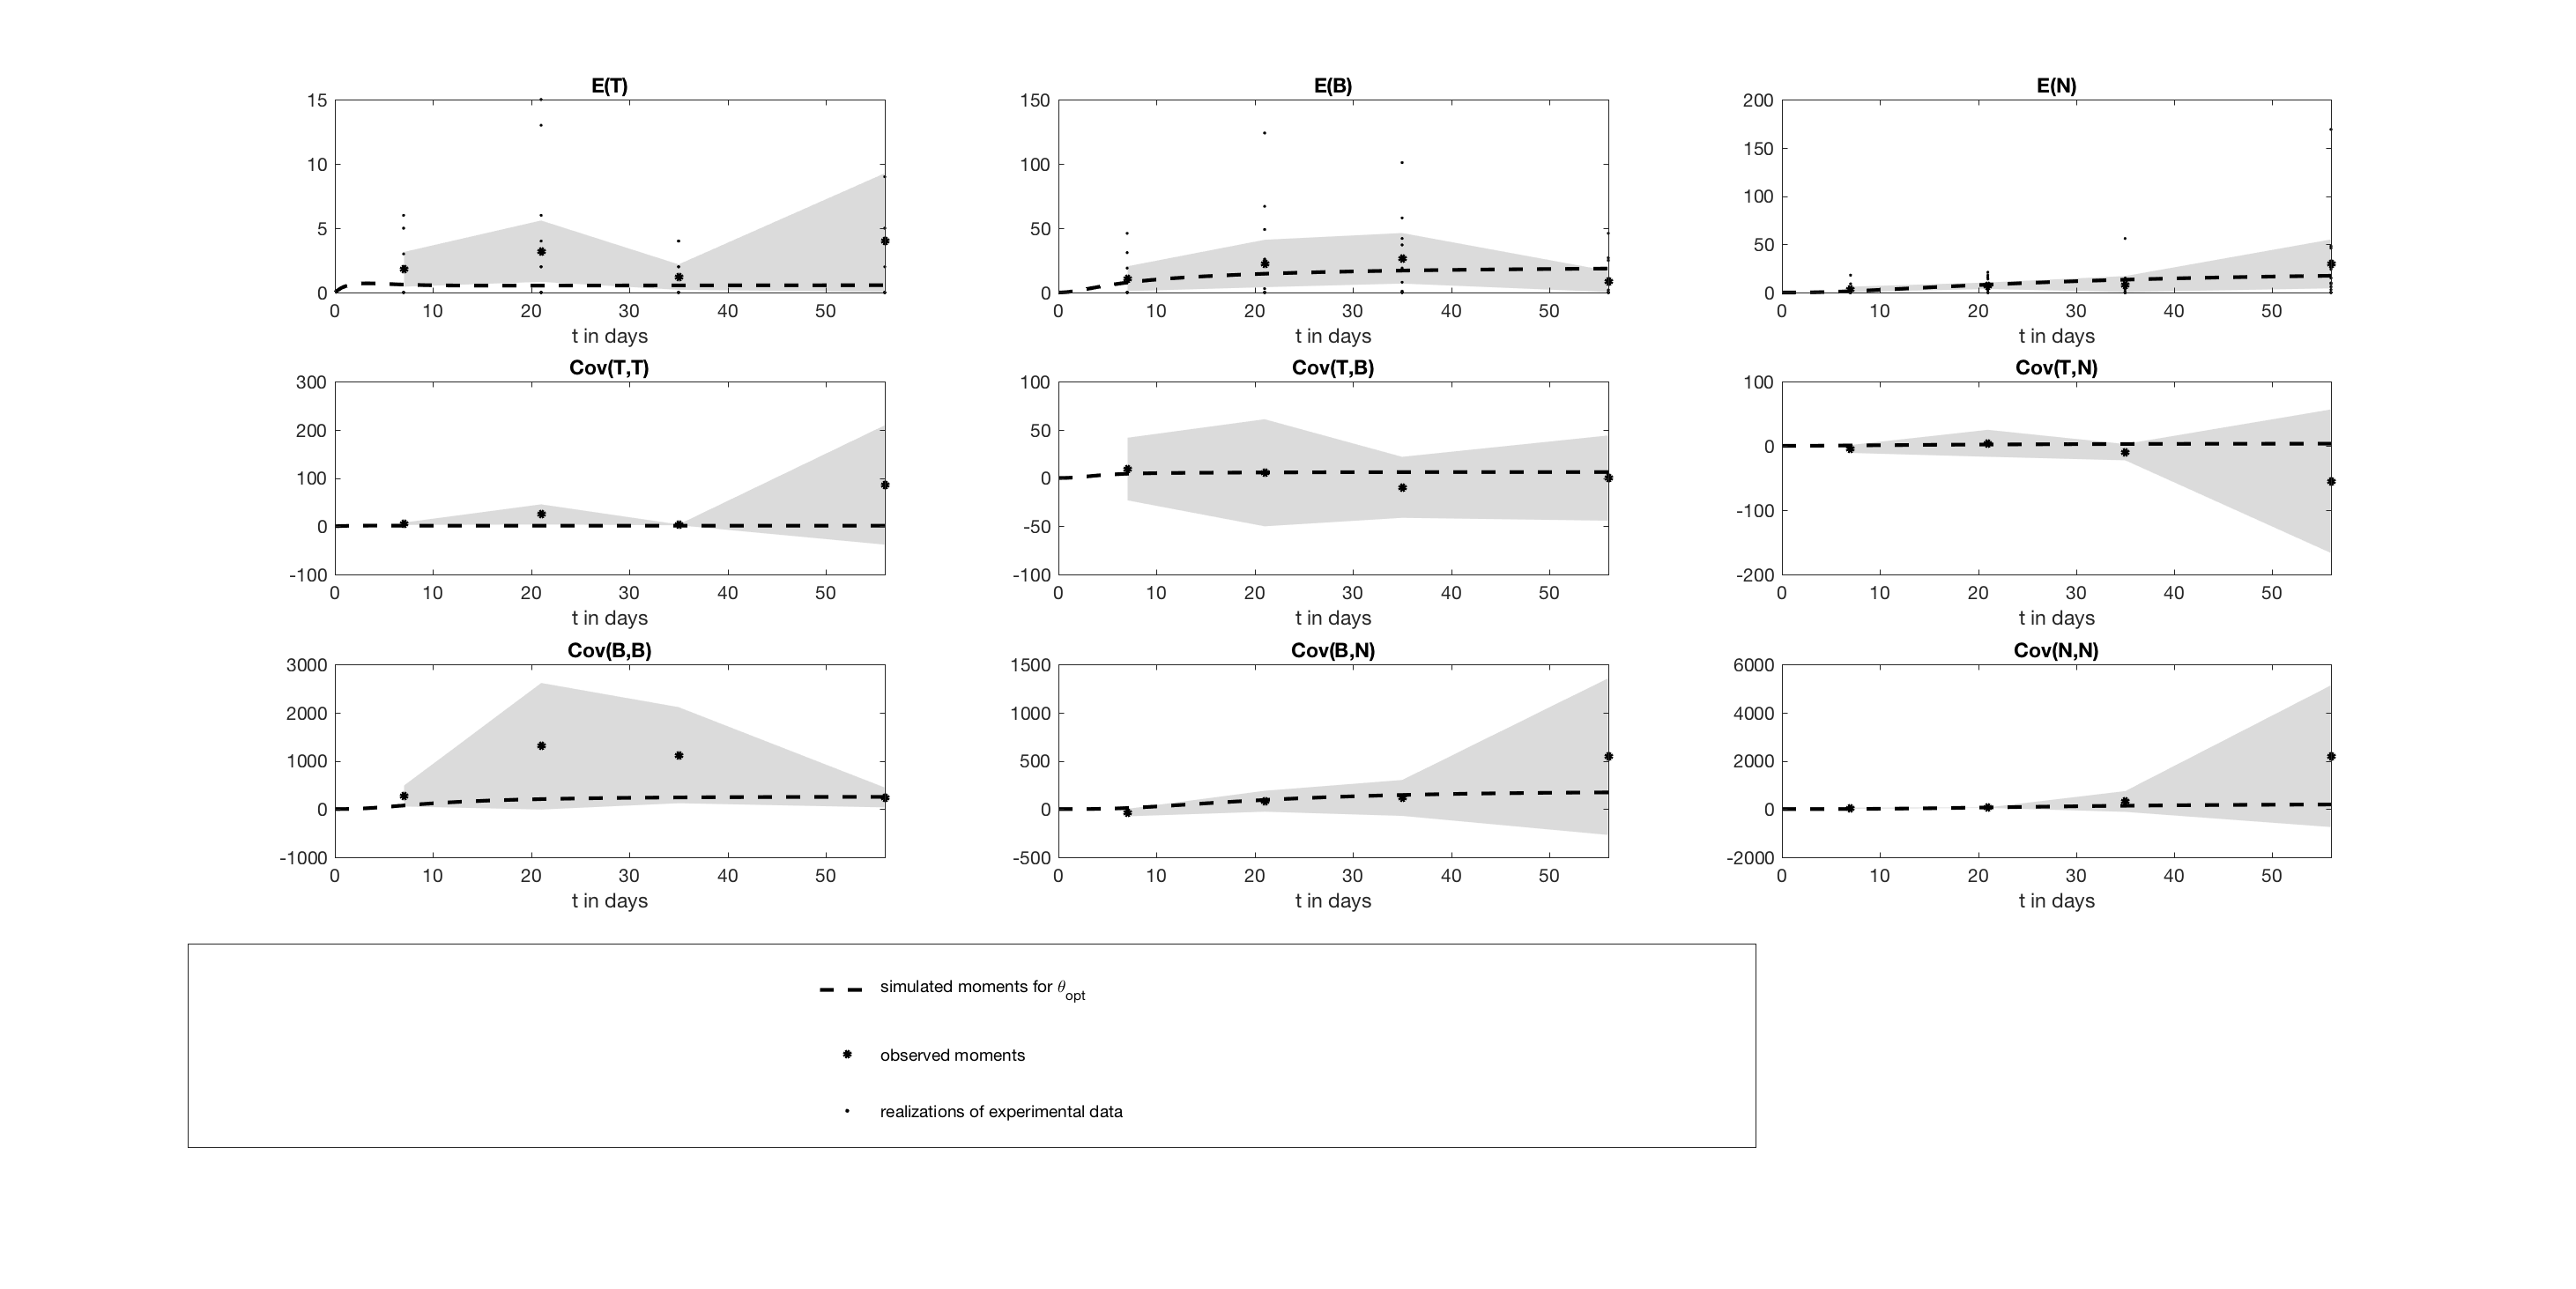 E(T)
15
10
5
0
0 10 20 30 40 50
t in days
E(B)
150
100
50
0
0 10 20 30 40 50
t in days
E(N)
200
150
100
50
0
0 10 20 30 40 50
t in days
Cov(T,T)
300
200
100
0
-100
0 10 20 30 40 50
t in days
Cov(T,B)
100
50
0
-50
-100
0 10 20 30 40 50
t in days
Cov(T,N)
100
0
-100
-200
0 10 20 30 40 50
t in days
Cov(B,B)
3000
2000
1000
0
-1000
0 10 20 30 40 50
t in days
Cov(B,N)
1500
1000
500
0
-500
0 10 20 30 40 50
t in days
Cov(N,N)
6000
4000
2000
0
-2000
0 10 20 30 40 50
t in days
simulated moments for θopt
observed moments
realizations of experimental data